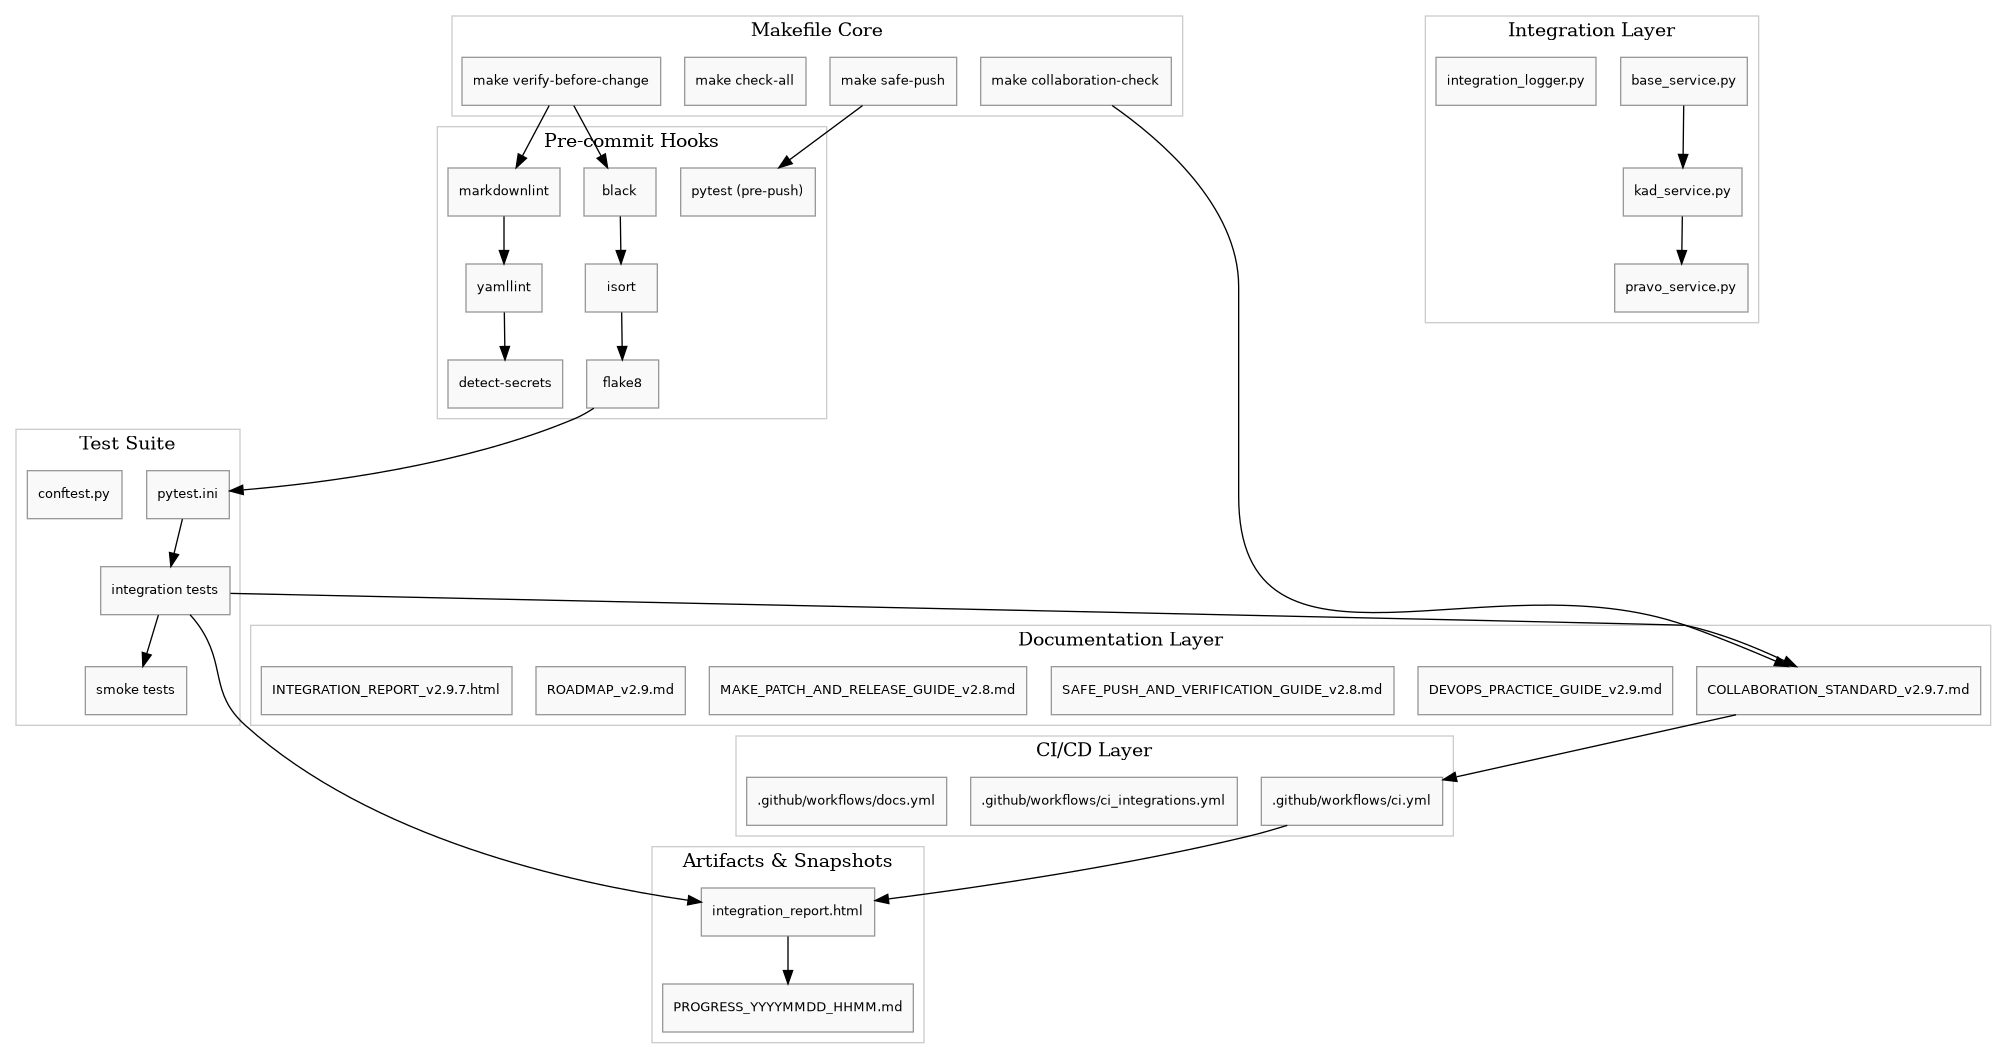 Makefile Core
make verify-before-change
make check-all
make safe-push
make collaboration-check
Integration Layer
integration_logger.py
base_service.py
kad_service.py
pravo_service.py
Pre-commit Hooks
markdownlint
black
pytest (pre-push)
yamllint
isort
detect-secrets
flake8
Test Suite
conftest.py
pytest.ini
integration tests
smoke tests
Documentation Layer
INTEGRATION_REPORT_v2.9.7.html
ROADMAP_v2.9.md
MAKE_PATCH_AND_RELEASE_GUIDE_v2.8.md
SAFE_PUSH_AND_VERIFICATION_GUIDE_v2.8.md
DEVOPS_PRACTICE_GUIDE_v2.9.md
COLLABORATION_STANDARD_v2.9.7.md
CI/CD Layer
.github/workflows/docs.yml
.github/workflows/ci_integrations.yml
.github/workflows/ci.yml
Artifacts & Snapshots
integration_report.html
PROGRESS_YYYYMMDD_HHMM.md